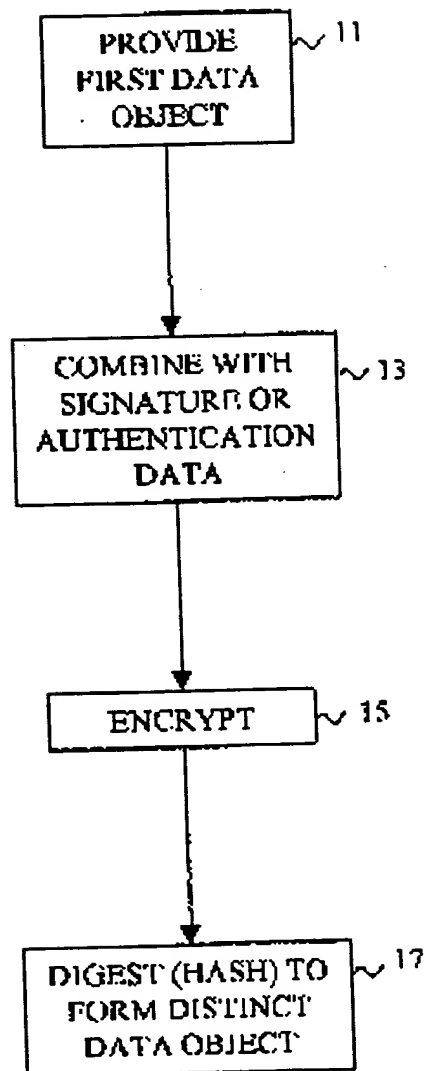 PROVIDE
FIRST DATA
OBJECT
11
COMBINE WITH
SIGNATURE OR
AUTHENTICATION
DATA
13
ENCRYPT
15
DIGEST (HASH) TO
FORM DISTINCT
DATA OBJECT
17